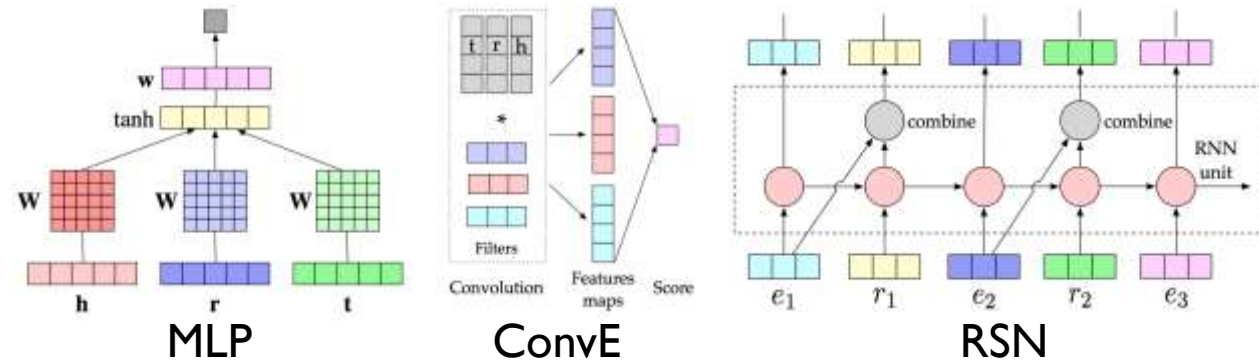 w
tanh
W
W
W
h
r
t
MLP
t r h
*
Filters
Convolution
Features
maps
Score
ConvE
combine
combine
RNN
unit
e1
r1
e2
r2
e3
RSN